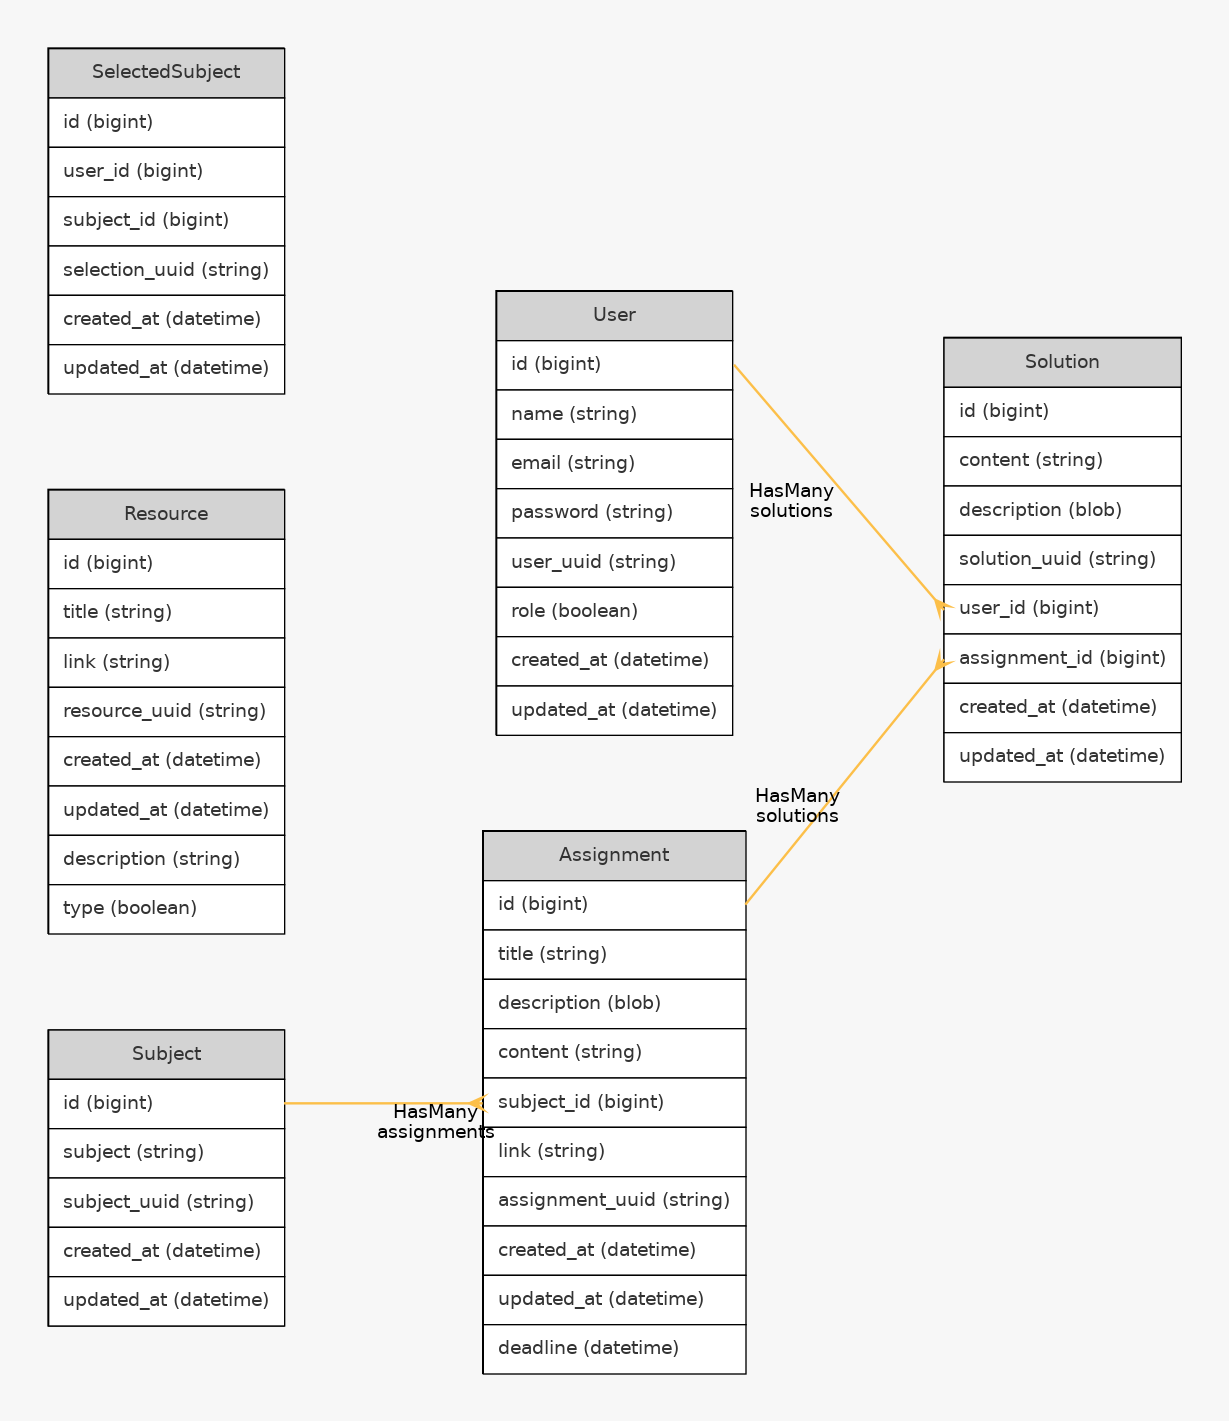 SelectedSubject
id (bigint)
user_id (bigint)
subject_id (bigint)
selection_uuid (string)
created_at (datetime)
updated_at (datetime)
Resource
id (bigint)
title (string)
link (string)
resource_uuid (string)
created_at (datetime)
updated_at (datetime)
description (string)
type (boolean)
Subject
id (bigint)
subject (string)
subject_uuid (string)
created_at (datetime)
updated_at (datetime)
HasMany
assignments
User
id (bigint)
name (string)
email (string)
password (string)
user_uuid (string)
role (boolean)
created_at (datetime)
updated_at (datetime)
HasMany
solutions
Assignment
id (bigint)
title (string)
description (blob)
content (string)
subject_id (bigint)
link (string)
assignment_uuid (string)
created_at (datetime)
updated_at (datetime)
deadline (datetime)
HasMany
solutions
Solution
id (bigint)
content (string)
description (blob)
solution_uuid (string)
user_id (bigint)
assignment_id (bigint)
created_at (datetime)
updated_at (datetime)